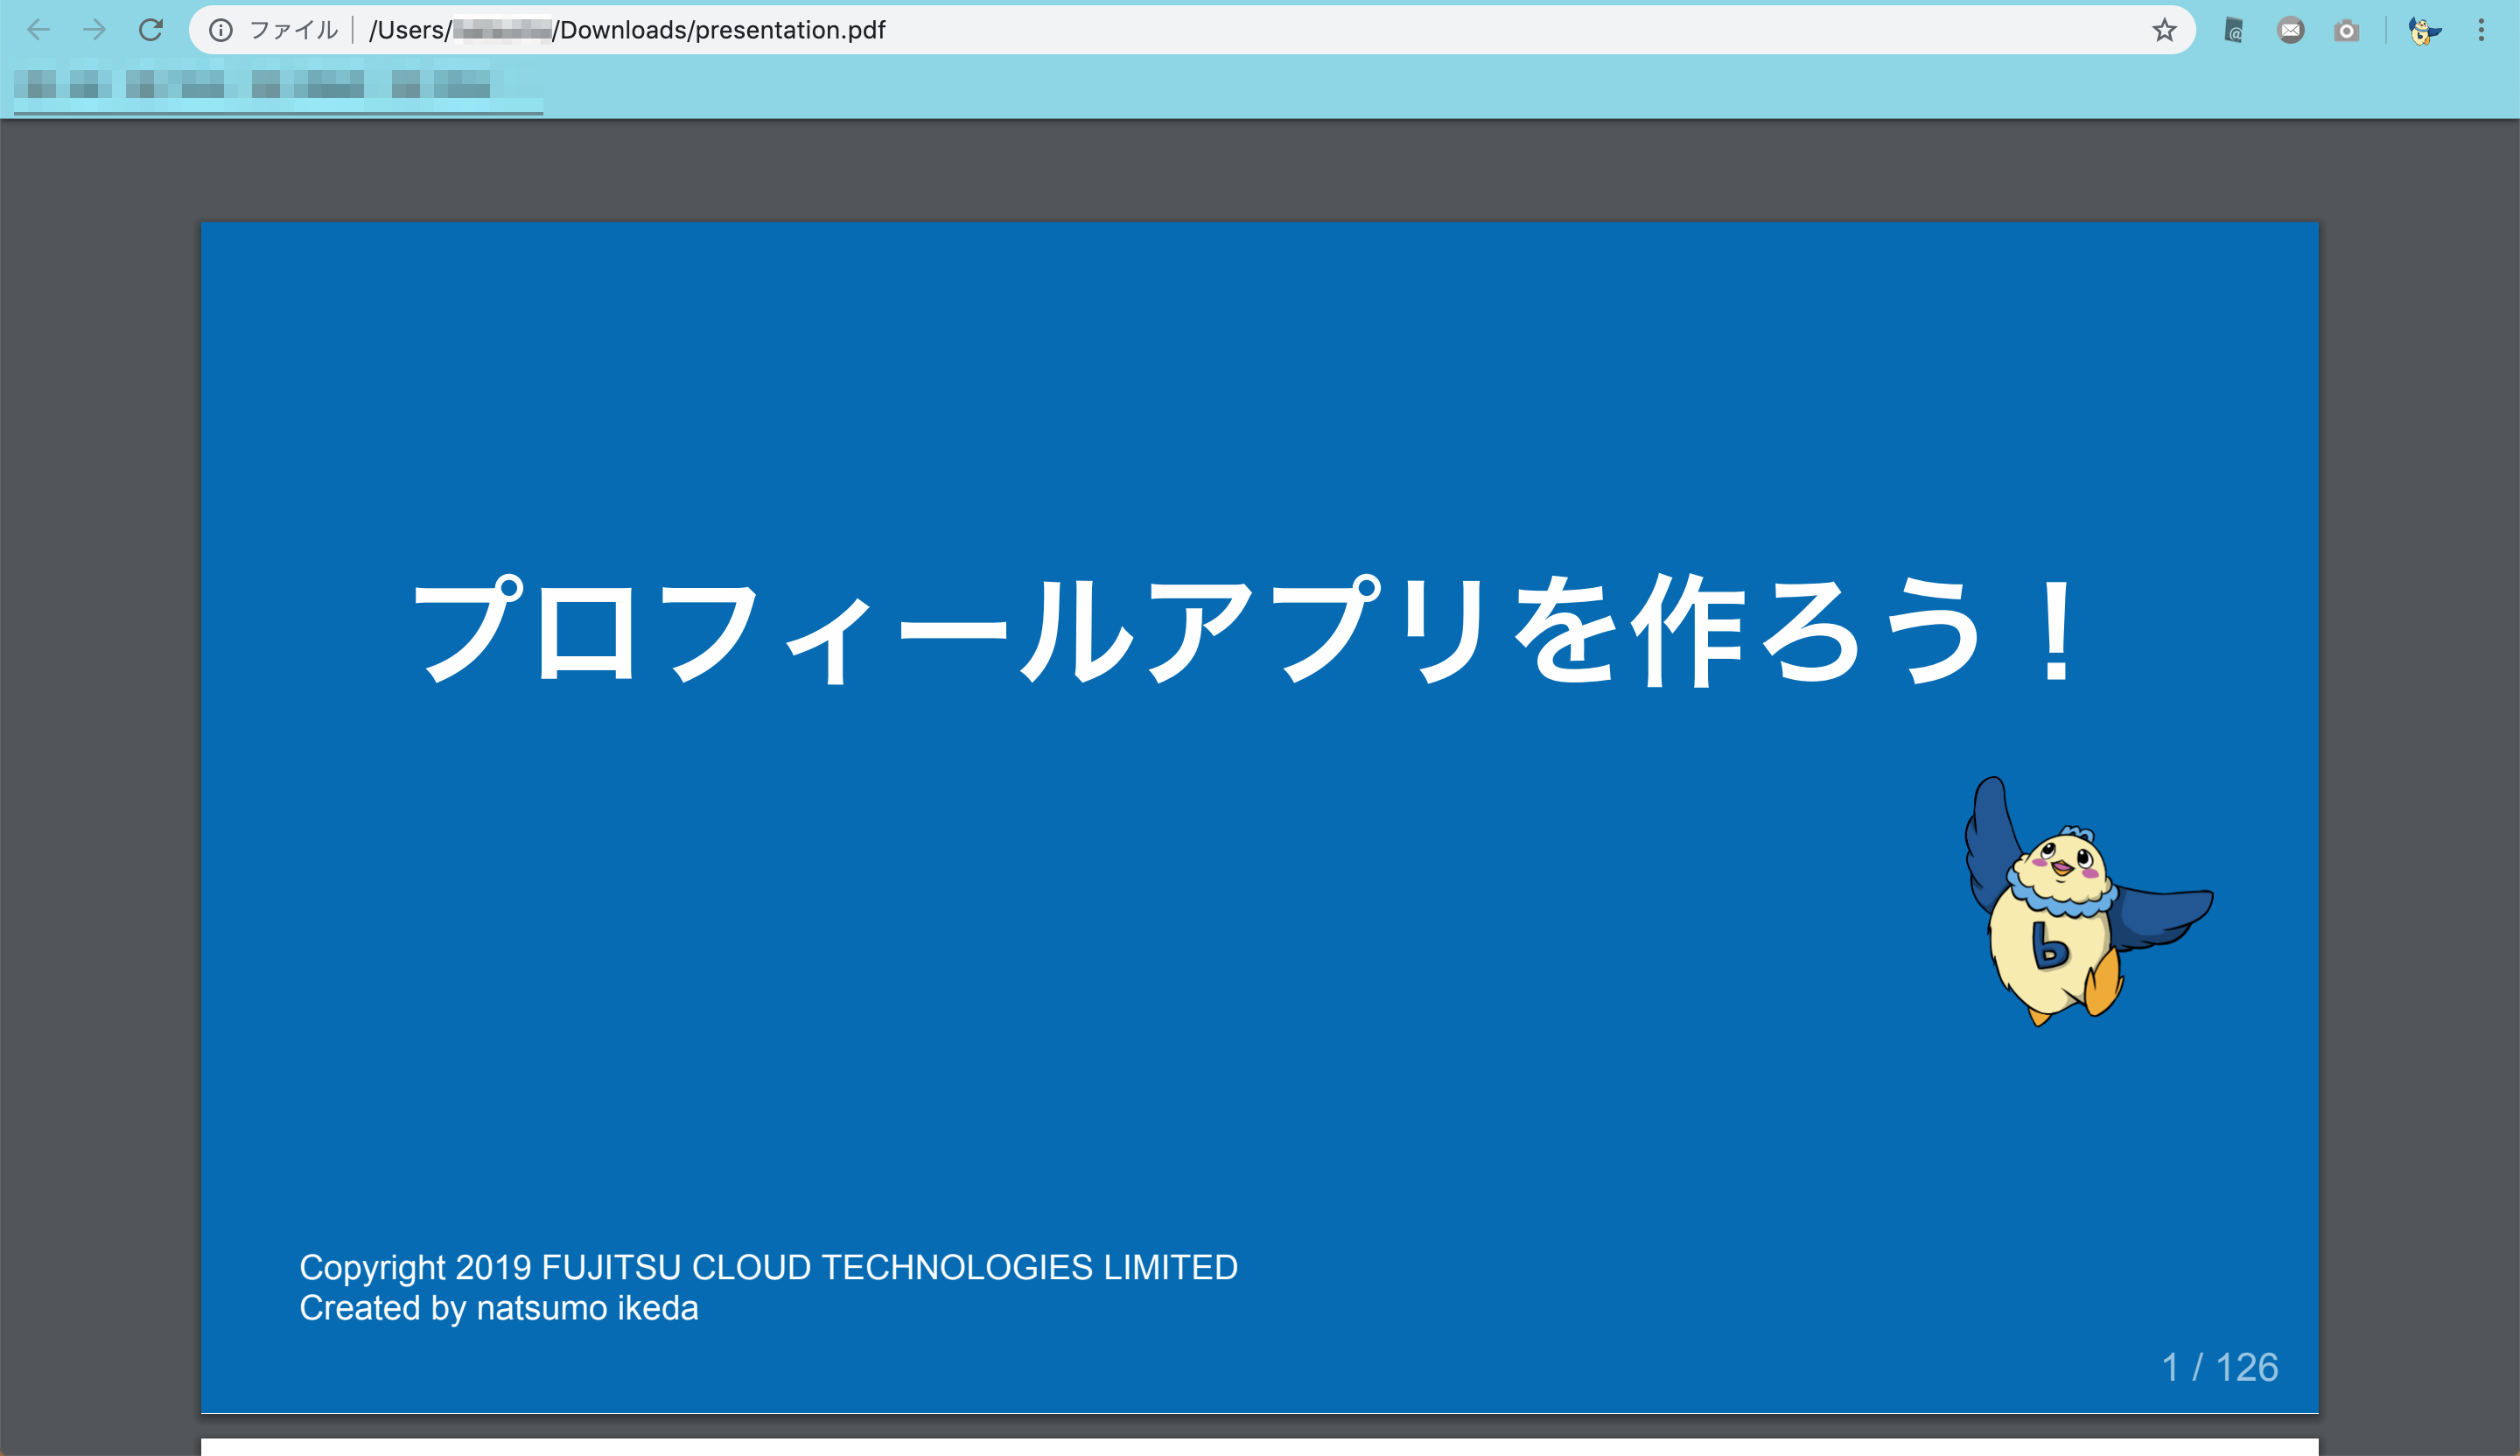 ファイル /Users/ /Downloads/presentation.pdf
プロフィールアプリを作ろう！
b
Copyright 2019 FUJITSU CLOUD TECHNOLOGIES LIMITED
Created by natsumo ikeda
1 / 126